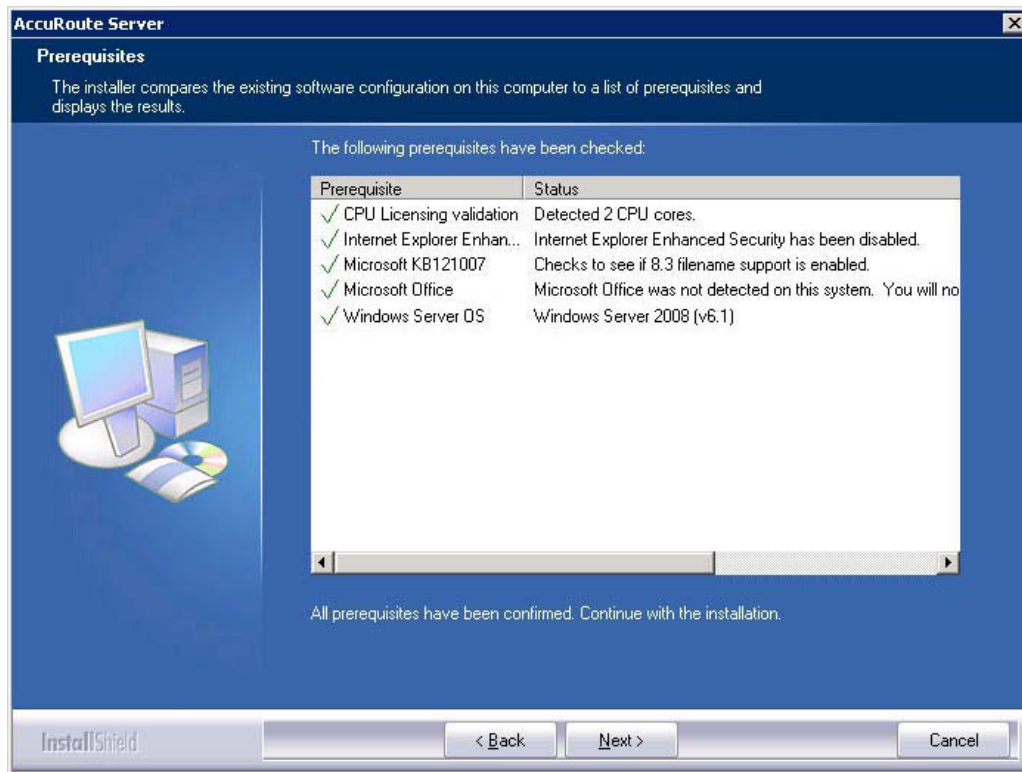 AccuRoute Server
Prerequisites
The installer compares the existing software configuration on this computer to a list of prerequisites and
displays the results.
The following prerequisites have been checked:
Prerequisite Status
CPU Licensing validation Detected 2 CPU cores.
Internet Explorer Enhan... Internet Explorer Enhanced Security has been disabled.
Microsoft KB121007 Checks to see if 8.3 filename support is enabled.
Microsoft Office Microsoft Office was not detected on this system. You will no
Windows Server OS Windows Server 2008 (v6.1)
All prerequisites have been confirmed. Continue with the installation.
InstallShield
< Back Next > Cancel